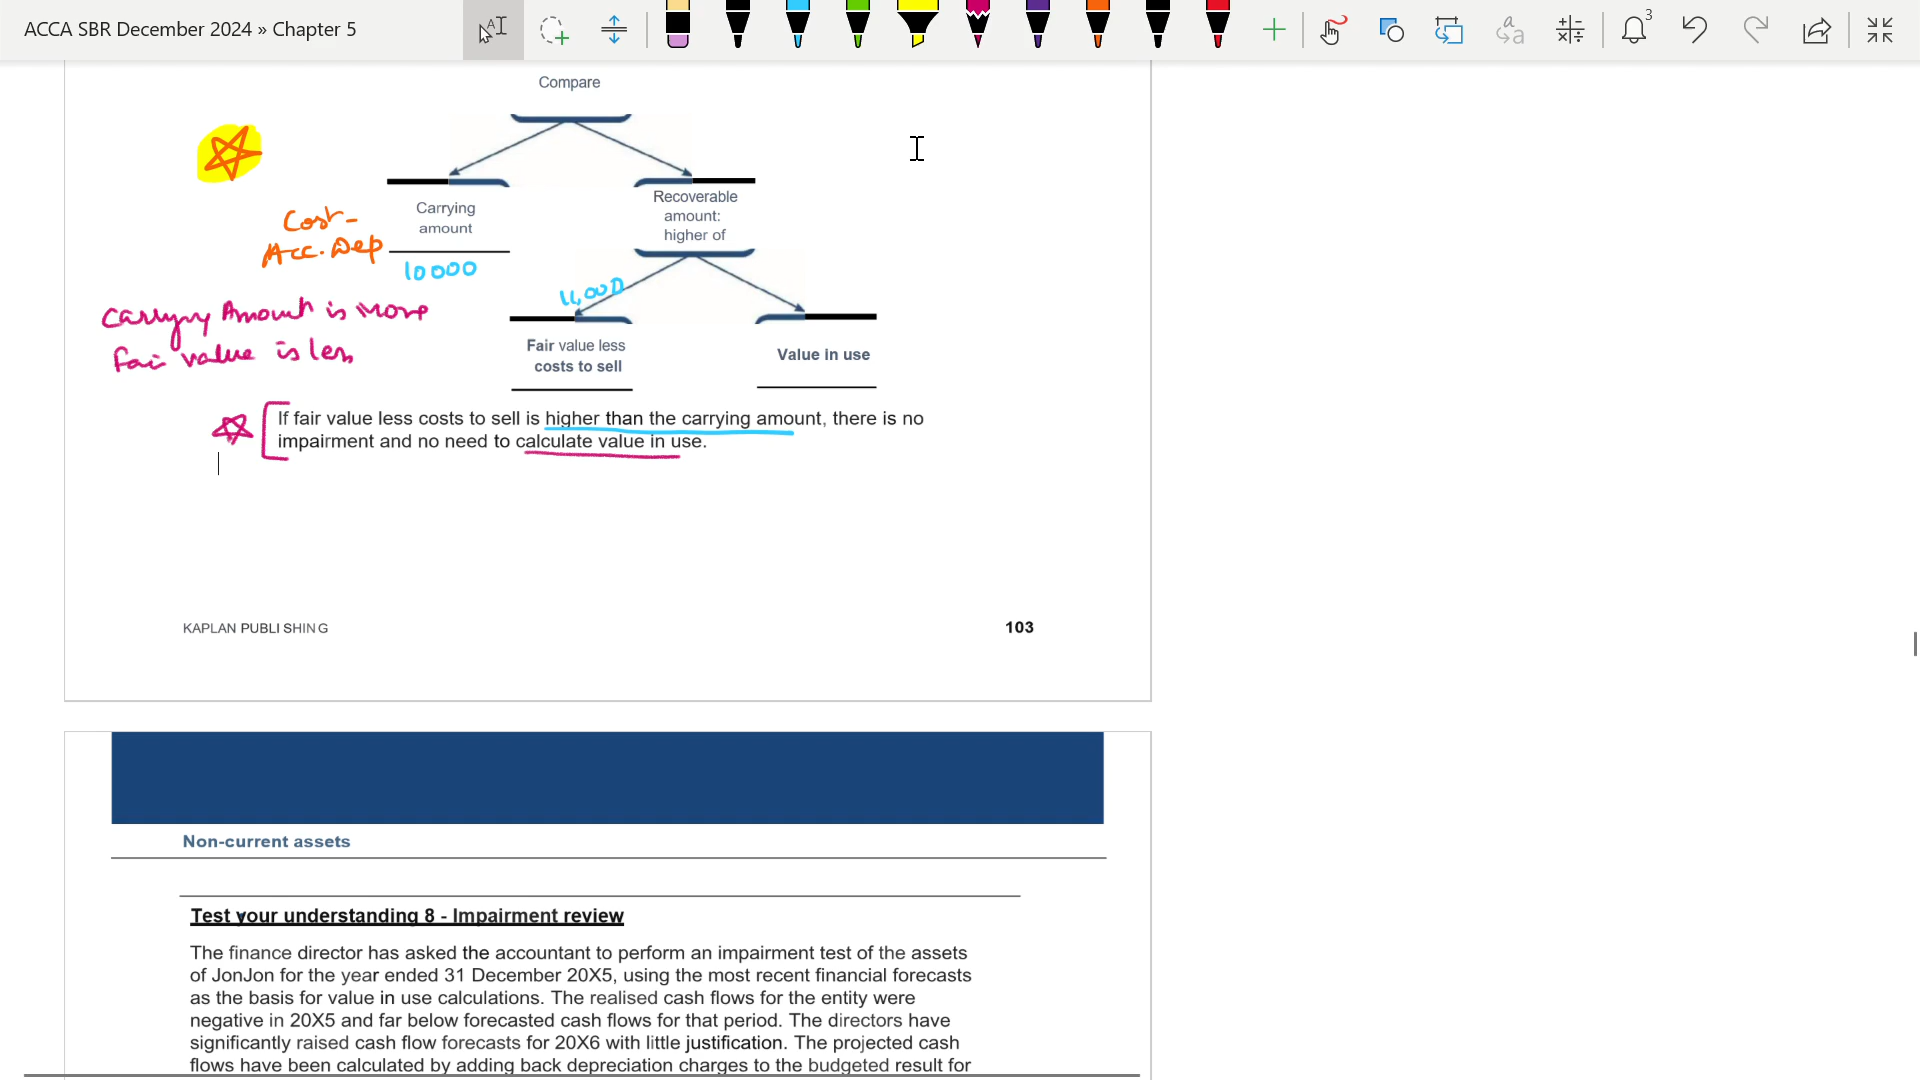 ACCA SBR December 2024 » Chapter 5
3
Compare
Carrying
amount
Recoverable
amount:
higher of
Cost-
Acc. Dep
10000
11,000
Carrying Amount is More
fair value is less
Fair value less
costs to sell
Value in use
If fair value less costs to sell is higher than the carrying amount, there is no
impairment and no need to calculate value in use.
KAPLAN PUBLISHING
103
Non-current assets
Test your understanding 8 - Impairment review
The finance director has asked the accountant to perform an impairment test of the assets
of JonJon for the year ended 31 December 20X5, using the most recent financial forecasts
as the basis for value in use calculations. The realised cash flows for the entity were
negative in 20X5 and far below forecasted cash flows for that period. The directors have
significantly raised cash flow forecasts for 20X6 with little justification. The projected cash
flows have been calculated by adding back depreciation charges to the budgeted result for